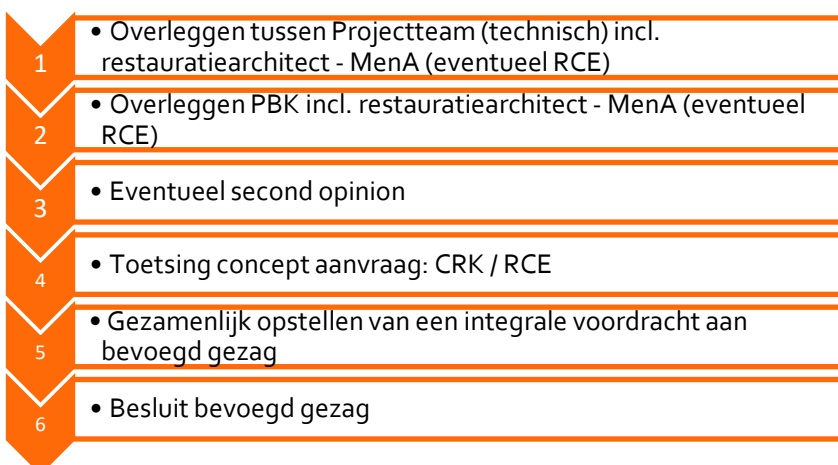 1
• Overleggen tussen Projectteam (technisch) incl.
restauratiearchitect - MenA (eventueel RCE)
2
• Overleggen PBK incl. restauratiearchitect - MenA (eventueel
RCE)
3
• Eventueel second opinion
4
• Toetsing concept aanvraag: CRK / RCE
5
• Gezamenlijk opstellen van een integrale voordracht aan
bevoegd gezag
6
• Besluit bevoegd gezag